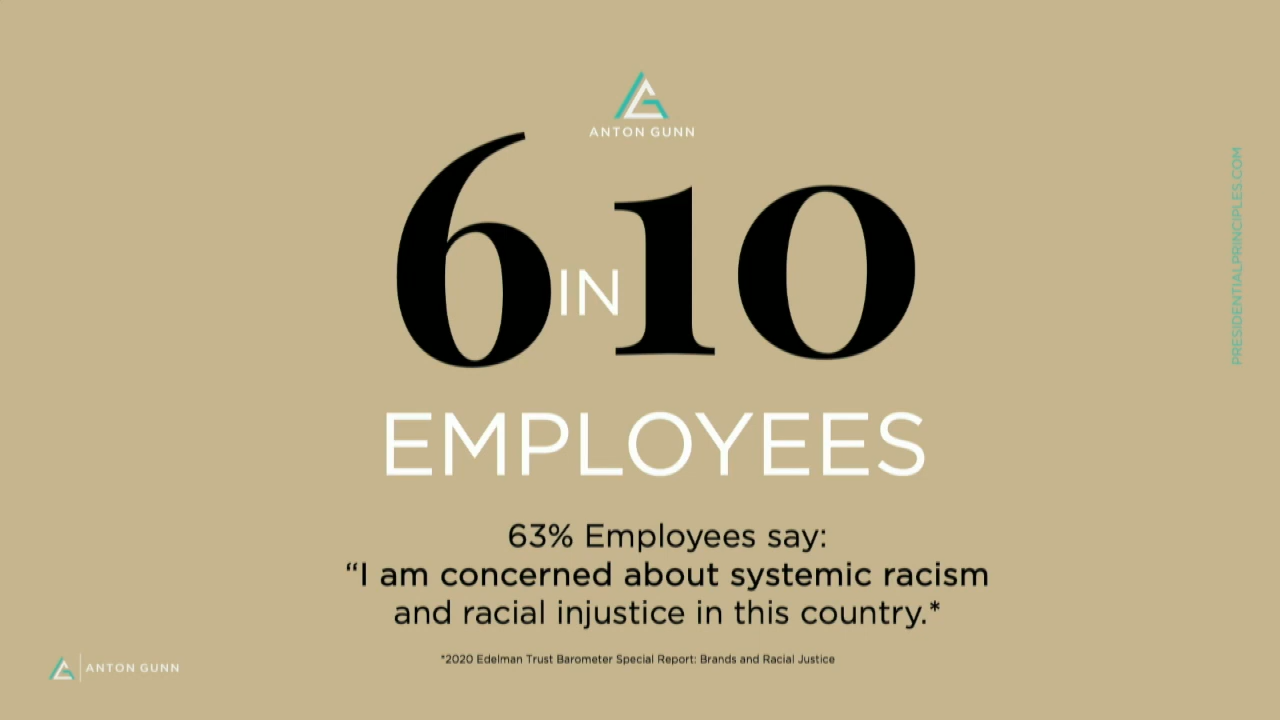 ANTON GUNN
6 IN 10
EMPLOYEES
63% Employees say:
“I am concerned about systemic racism
and racial injustice in this country.*
*2020 Edelman Trust Barometer Special Report: Brands and Racial Justice
ANTON GUNN
PRESIDENTIALPRINCIPLES.COM